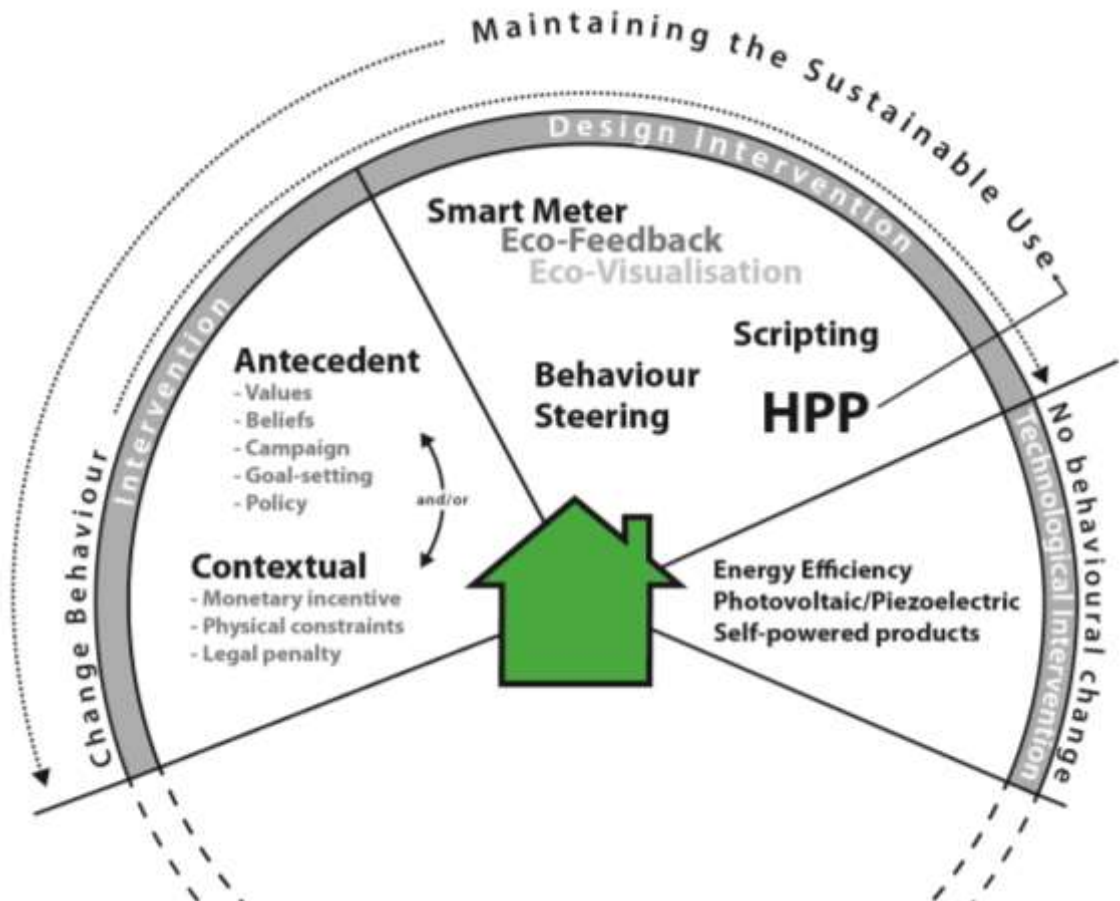 Maintaining the Sustainable Use
Design Intervention
Smart Meter
Eco-Feedback
Eco-Visualisation
Scripting
Behaviour
Steering
HPP
Intervention
Change Behaviour
Antecedent
- Values
- Beliefs
- Campaign
- Goal-setting
- Policy
and/or
Contextual
- Monetary incentive
- Physical constraints
- Legal penalty
Energy Efficiency
Photovoltaic/Piezoelectric
Self-powered products
Technological Intervention
No behavioural change